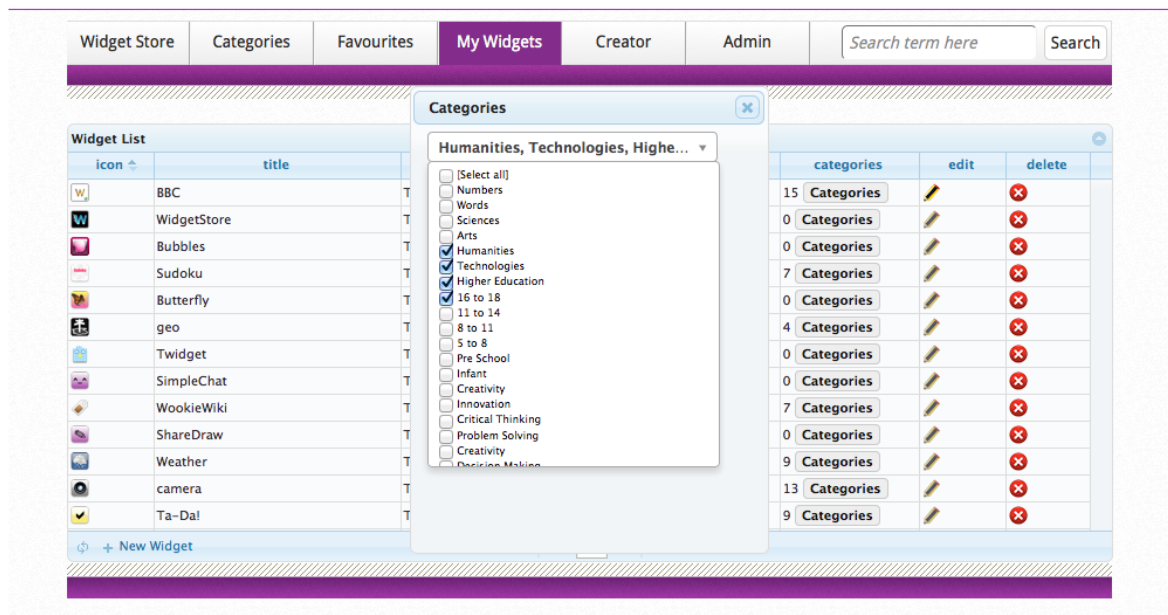 Widget Store Categories Favourites My Widgets Creator Admin Search term here Search
Categories
Widget List
Humanities, Technologies, Highe...
icon title categories edit delete
[Select all]
Numbers
Words
Sciences
Arts
Humanities
Technologies
Higher Education
16 to 18
11 to 14
8 to 11
5 to 8
Pre School
Infant
Creativity
Innovation
Critical Thinking
Problem Solving
Creativity
Decision Making
W BBC T 15 Categories
W WidgetStore T 0 Categories
Bubbles T 0 Categories
Sudoku T 7 Categories
Butterfly T 0 Categories
geo T 4 Categories
Twidget T 0 Categories
SimpleChat T 0 Categories
WookieWiki T 7 Categories
ShareDraw T 0 Categories
Weather T 9 Categories
camera T 13 Categories
Ta-Da! T 9 Categories
+ New Widget